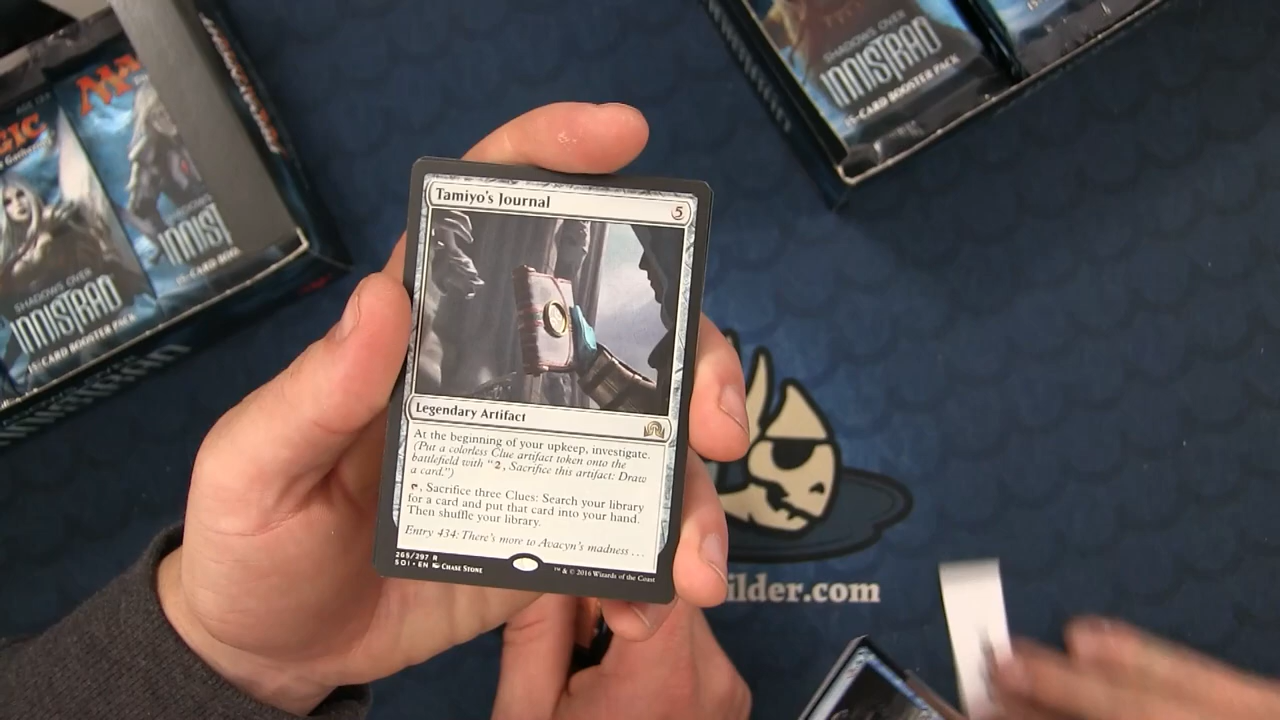 MAGIC
SHADOWS OVER
INNISTRAD
15-CARD BOOSTER PACK
SHADOWS OVER
INNISTRAD
15-CARD BOOSTER PACK
Tamiyo's Journal
5
Legendary Artifact
At the beginning of your upkeep, investigate.
(Put a colorless Clue artifact token onto the
battlefield with "2, Sacrifice this artifact: Draw
a card.")
, Sacrifice three Clues: Search your library
for a card and put that card into your hand.
Then shuffle your library.
Entry 434: There's more to Avacyn's madness ...
265/297 R
SOI • EN Chase Stone
™ & © 2016 Wizards of the Coast
ilder.com